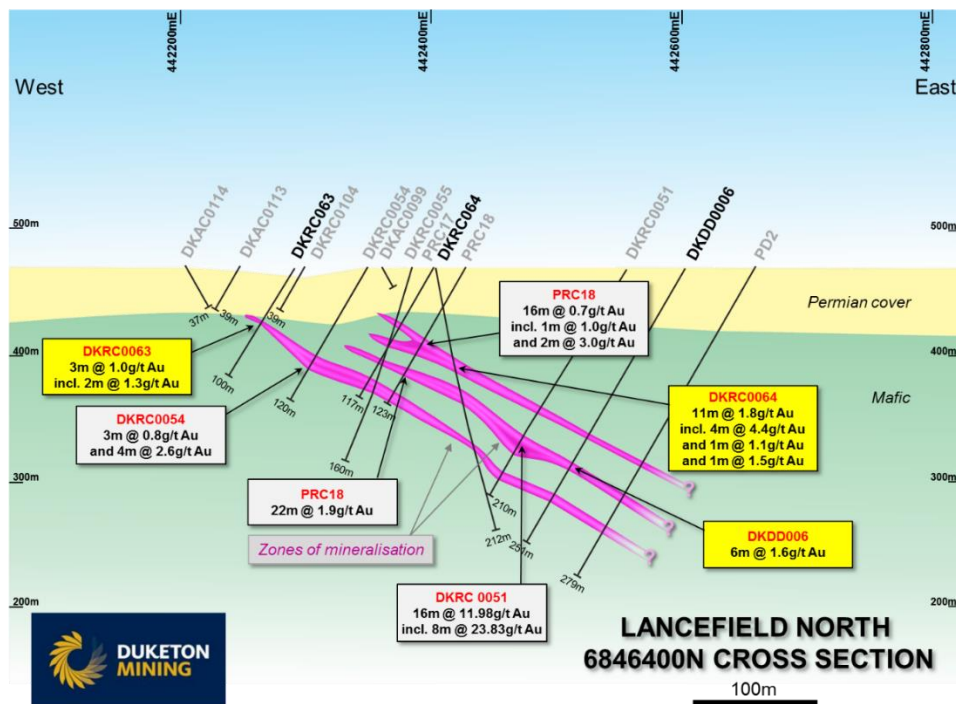 442200mE
442400mE
442600mE
442800mE
West
East
DKAC0114
DKAC0113
DKRC063
DKRC0104
DKRC0054
DKAC0099
DKRC0055
PRC17
DKRC064
PRC18
DKRC0051
DKDD0006
PD2
500m
500m
Permian cover
37m
39m
39m
PRC18
16m @ 0.7g/t Au
incl. 1m @ 1.0g/t Au
and 2m @ 3.0g/t Au
400m
400m
DKRC0063
3m @ 1.0g/t Au
incl. 2m @ 1.3g/t Au
100m
120m
117m
123m
Mafic
DKRC0064
11m @ 1.8g/t Au
incl. 4m @ 4.4g/t Au
and 1m @ 1.1g/t Au
and 1m @ 1.5g/t Au
DKRC0054
3m @ 0.8g/t Au
and 4m @ 2.6g/t Au
160m
300m
300m
PRC18
22m @ 1.9g/t Au
210m
212m
251m
279m
Zones of mineralisation
DKDD006
6m @ 1.6g/t Au
DKRC 0051
16m @ 11.98g/t Au
incl. 8m @ 23.83g/t Au
200m
200m
DUKETON
MINING
LANCEFIELD NORTH
6846400N CROSS SECTION
100m